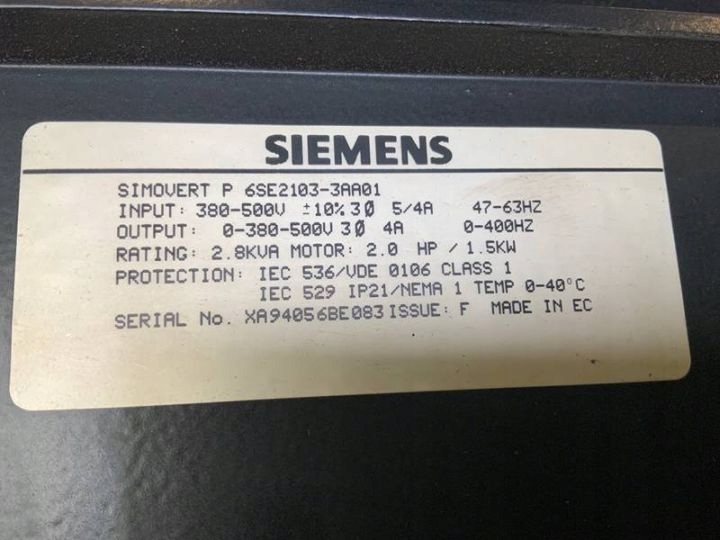 SIEMENS
SIMOVERT P 6SE2103-3AA01
INPUT: 380-500V ±10% 3Ø 5/4A 47-63HZ
OUTPUT: 0-380-500V 3Ø 4A 0-400HZ
RATING: 2.8KVA MOTOR: 2.0 HP / 1.5KW
PROTECTION: IEC 536/VDE 0106 CLASS 1
IEC 529 IP21/NEMA 1 TEMP 0-40°C
SERIAL No. XA94056BE083 ISSUE: F MADE IN EC